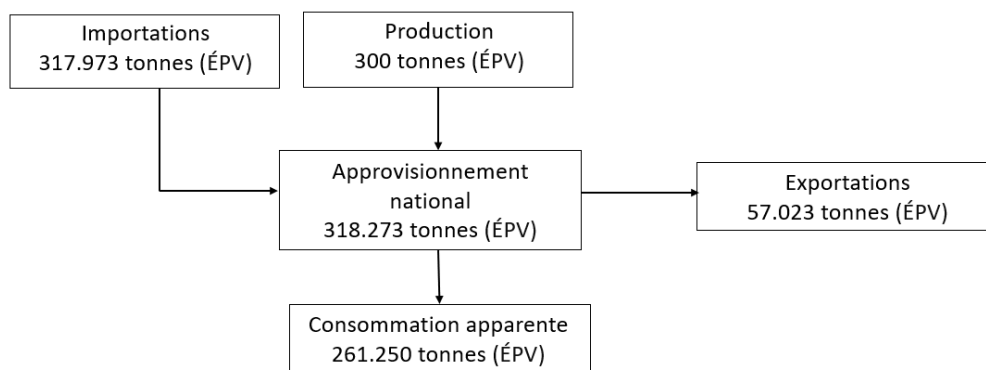 Importations
317.973 tonnes (ÉPV)
Production
300 tonnes (ÉPV)
Approvisionnement
national
318.273 tonnes (ÉPV)
Exportations
57.023 tonnes (ÉPV)
Consommation apparente
261.250 tonnes (ÉPV)